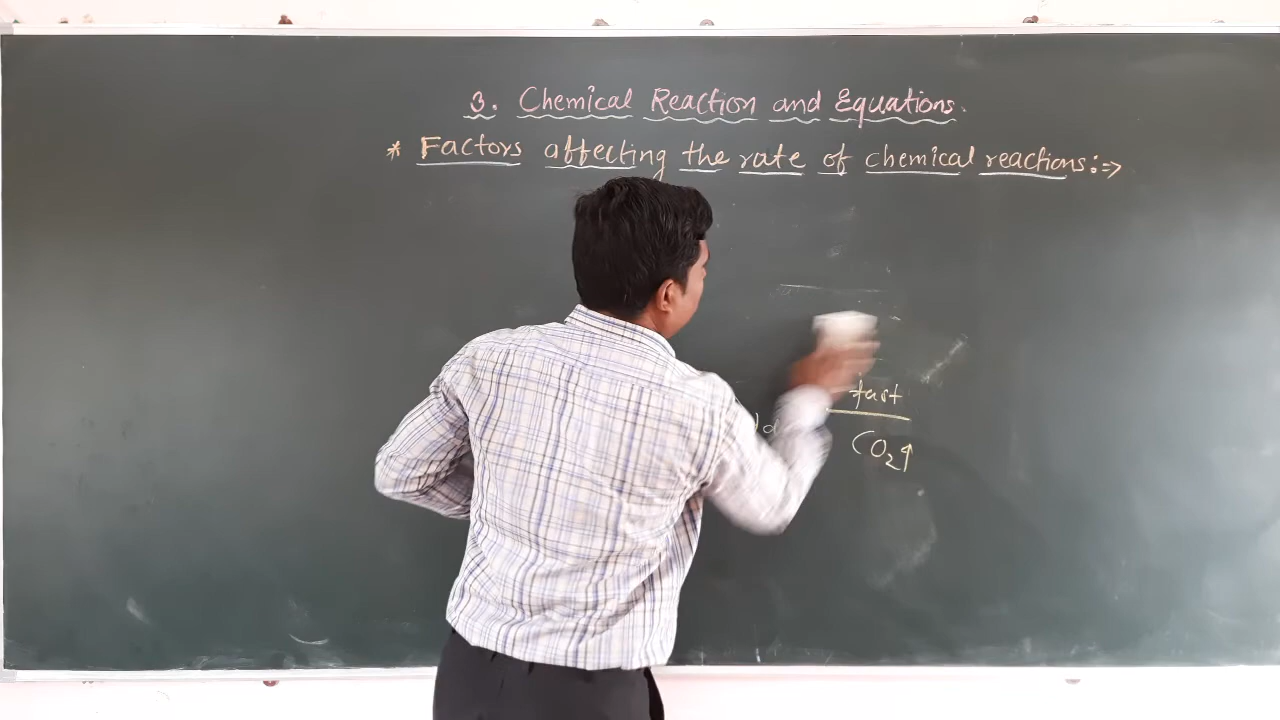 3. Chemical Reaction and Equations.
* Factors affecting the rate of chemical reactions:⇒
fast
CO₂↑